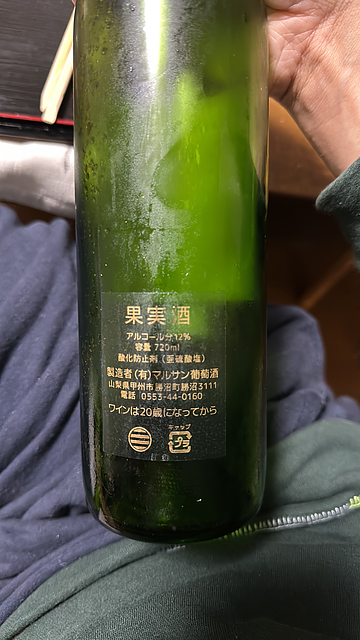 果実酒
アルコール分12%
容量 720ml
酸化防止剤（亜硫酸塩）
製造者（有）マルサン葡萄酒
山梨県甲州市勝沼町勝沼3111
電話 0553-44-0160
ワインは20歳になってから
キャップ
プラ